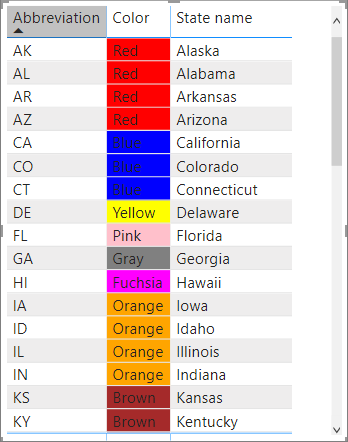 Abbreviation Color State name
AK Red Alaska
AL Red Alabama
AR Red Arkansas
AZ Red Arizona
CA Blue California
CO Blue Colorado
CT Blue Connecticut
DE Yellow Delaware
FL Pink Florida
GA Gray Georgia
HI Fuchsia Hawaii
IA Orange Iowa
ID Orange Idaho
IL Orange Illinois
IN Orange Indiana
KS Brown Kansas
KY Brown Kentucky